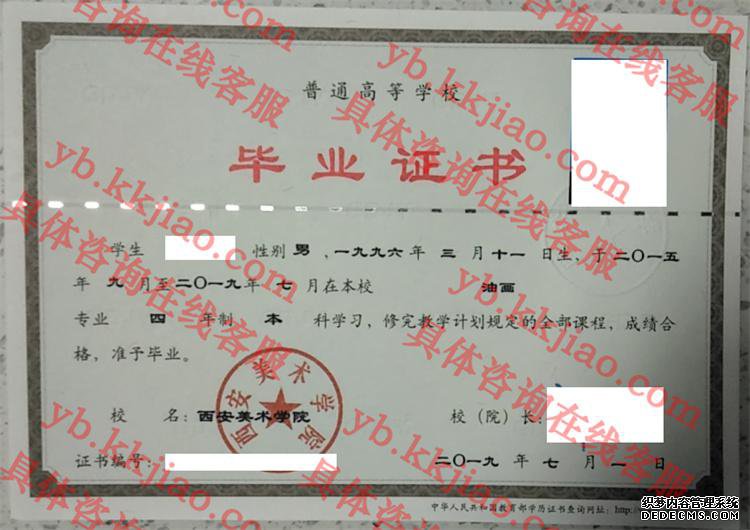 普通高等学校
毕业证书
学生 性别 男 ,一九九六年 三 月 十一 日生，于二〇一五
年 九 月至二〇一九年 七 月在本校 油画
专业 四 年制 本 科学习，修完教学计划规定的全部课程，成绩合
格，准予毕业。
校 名：西安美术学院 校（院）长：
证书编号：
二〇一九 年 七 月 一 日
中华人民共和国教育部学历证书查询网址：http:
西安美术学院
yb.kkjiao.com
具体咨询在线客服
织梦内容管理系统
DEDECMS.COM